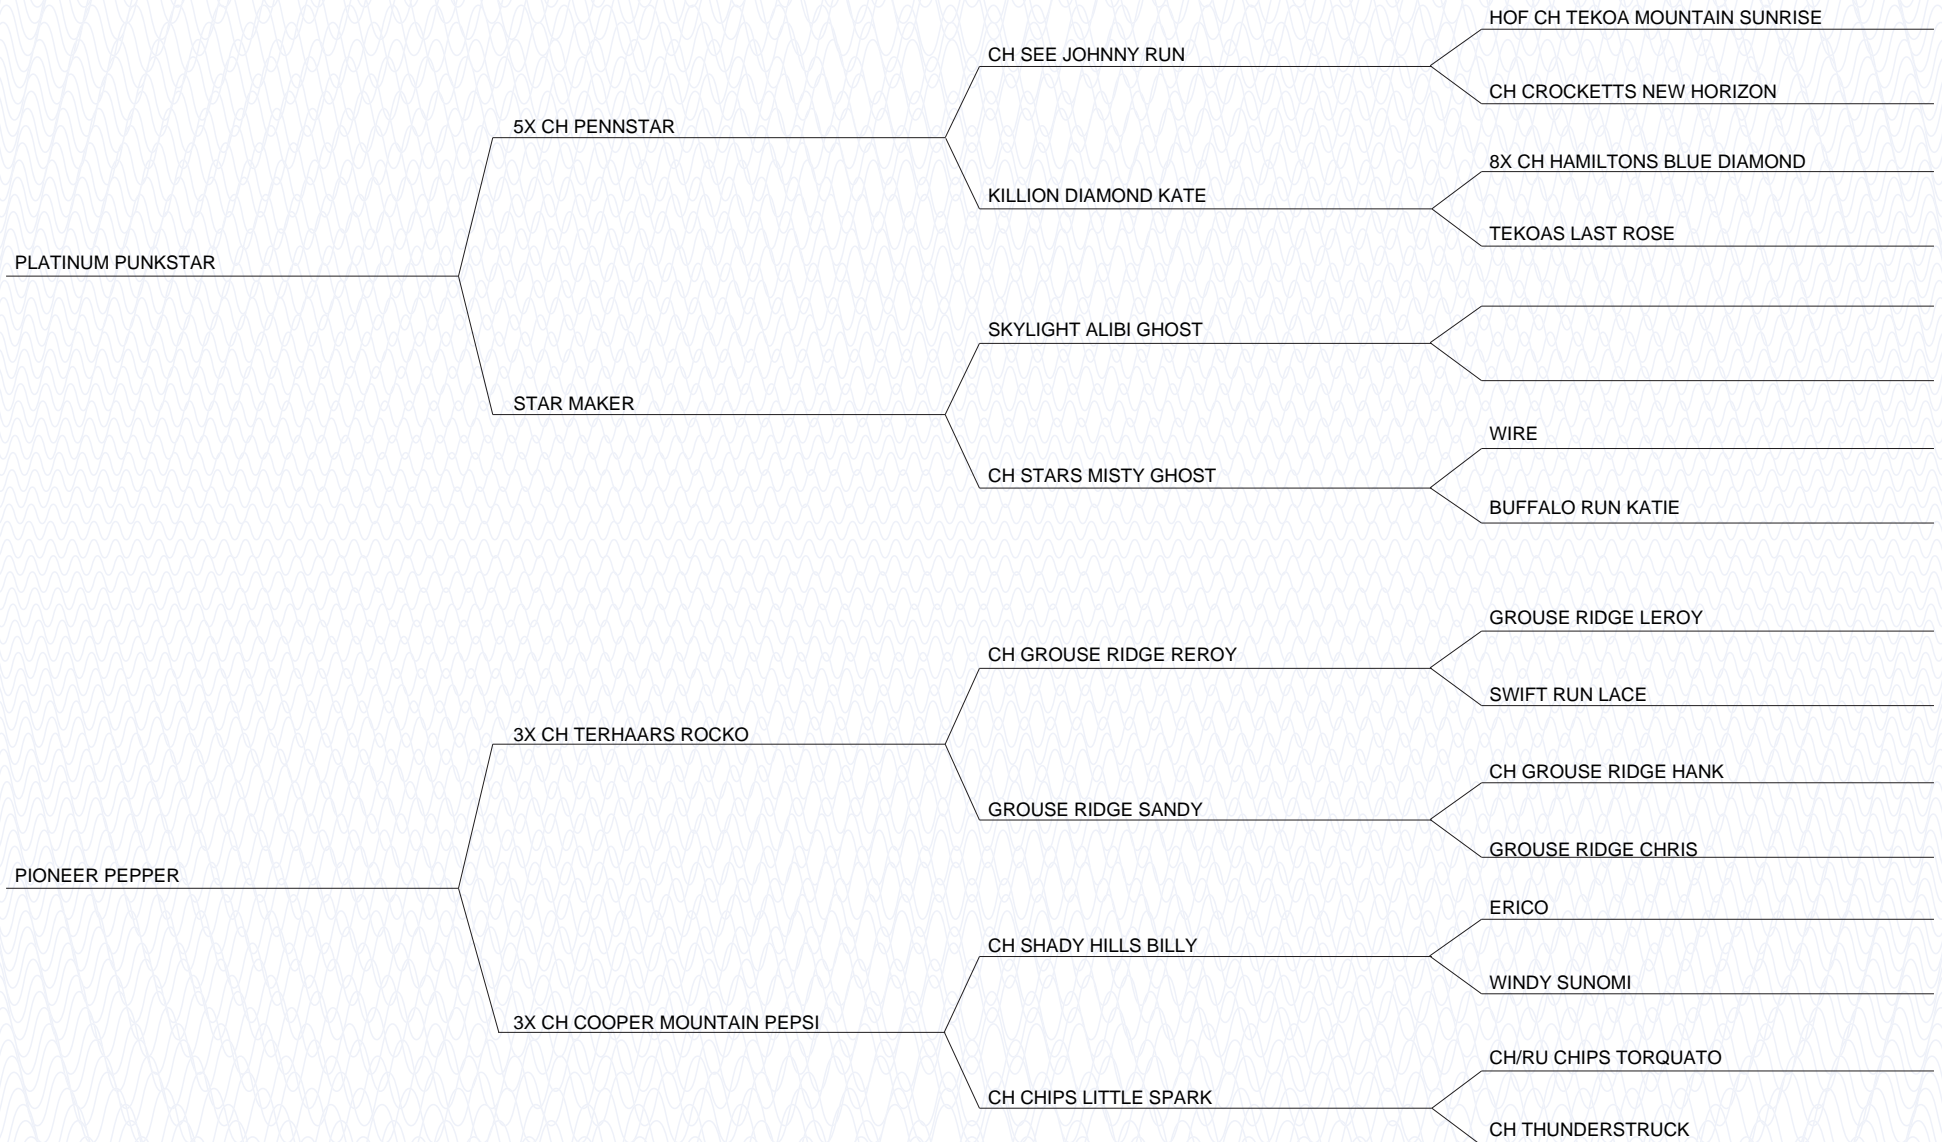 HOF CH TEKOA MOUNTAIN SUNRISE
CH SEE JOHNNY RUN
CH CROCKETTS NEW HORIZON
5X CH PENNSTAR
8X CH HAMILTONS BLUE DIAMOND
KILLION DIAMOND KATE
TEKOAS LAST ROSE
PLATINUM PUNKSTAR
SKYLIGHT ALIBI GHOST
STAR MAKER
WIRE
CH STARS MISTY GHOST
BUFFALO RUN KATIE
GROUSE RIDGE LEROY
CH GROUSE RIDGE REROY
SWIFT RUN LACE
3X CH TERHAARS ROCKO
CH GROUSE RIDGE HANK
GROUSE RIDGE SANDY
GROUSE RIDGE CHRIS
PIONEER PEPPER
ERICO
CH SHADY HILLS BILLY
WINDY SUNOMI
3X CH COOPER MOUNTAIN PEPSI
CH/RU CHIPS TORQUATO
CH CHIPS LITTLE SPARK
CH THUNDERSTRUCK